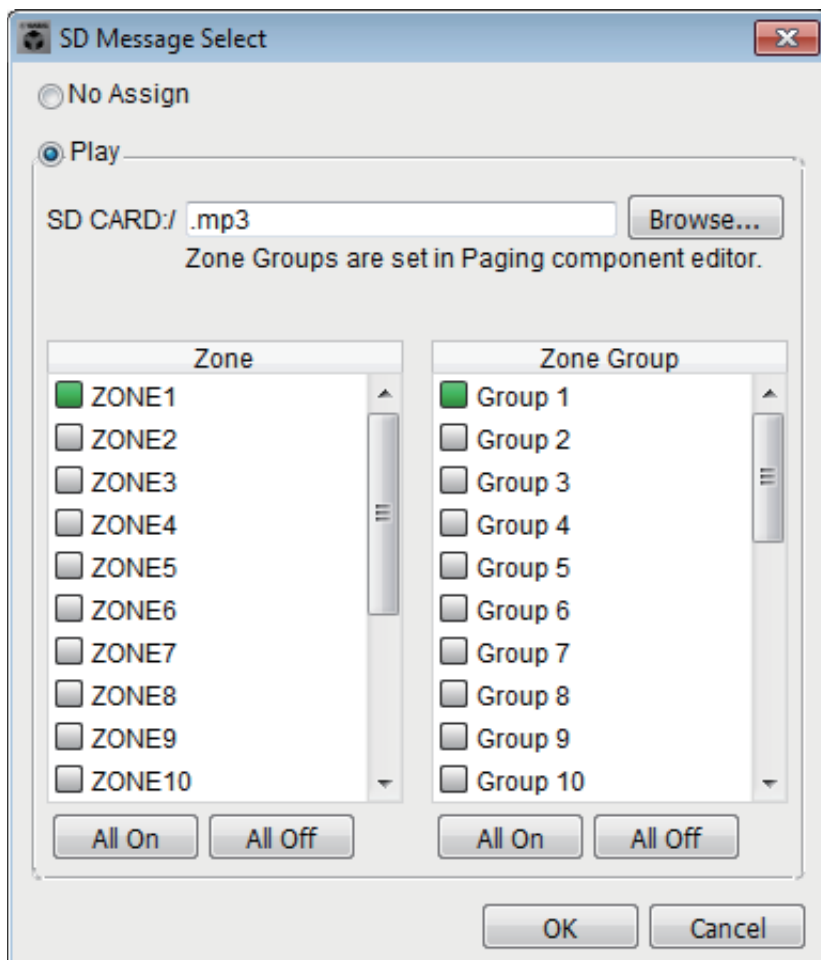 SD Message Select
No Assign
Play
SD CARD:/ .mp3 Browse...
Zone Groups are set in Paging component editor.
Zone Zone Group
ZONE1 Group 1
ZONE2 Group 2
ZONE3 Group 3
ZONE4 Group 4
ZONE5 Group 5
ZONE6 Group 6
ZONE7 Group 7
ZONE8 Group 8
ZONE9 Group 9
ZONE10 Group 10
All On All Off All On All Off
OK Cancel